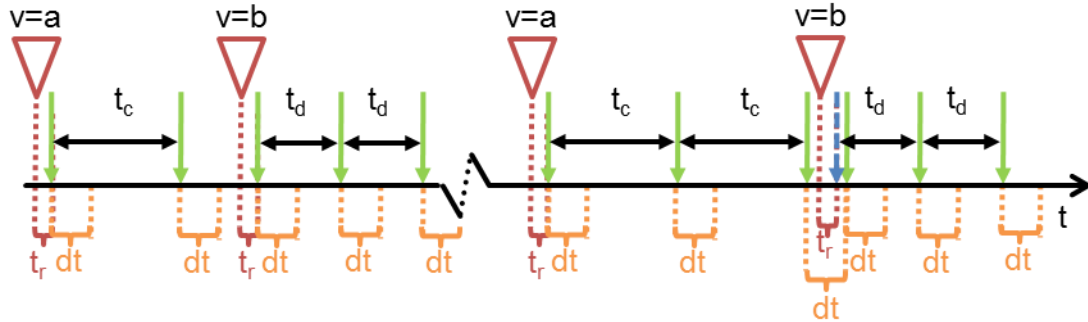 v=a v=b v=a v=b
tc td td tc tc td td
t
tr dt dt tr dt dt dt tr dt dt tr dt dt dt
dt